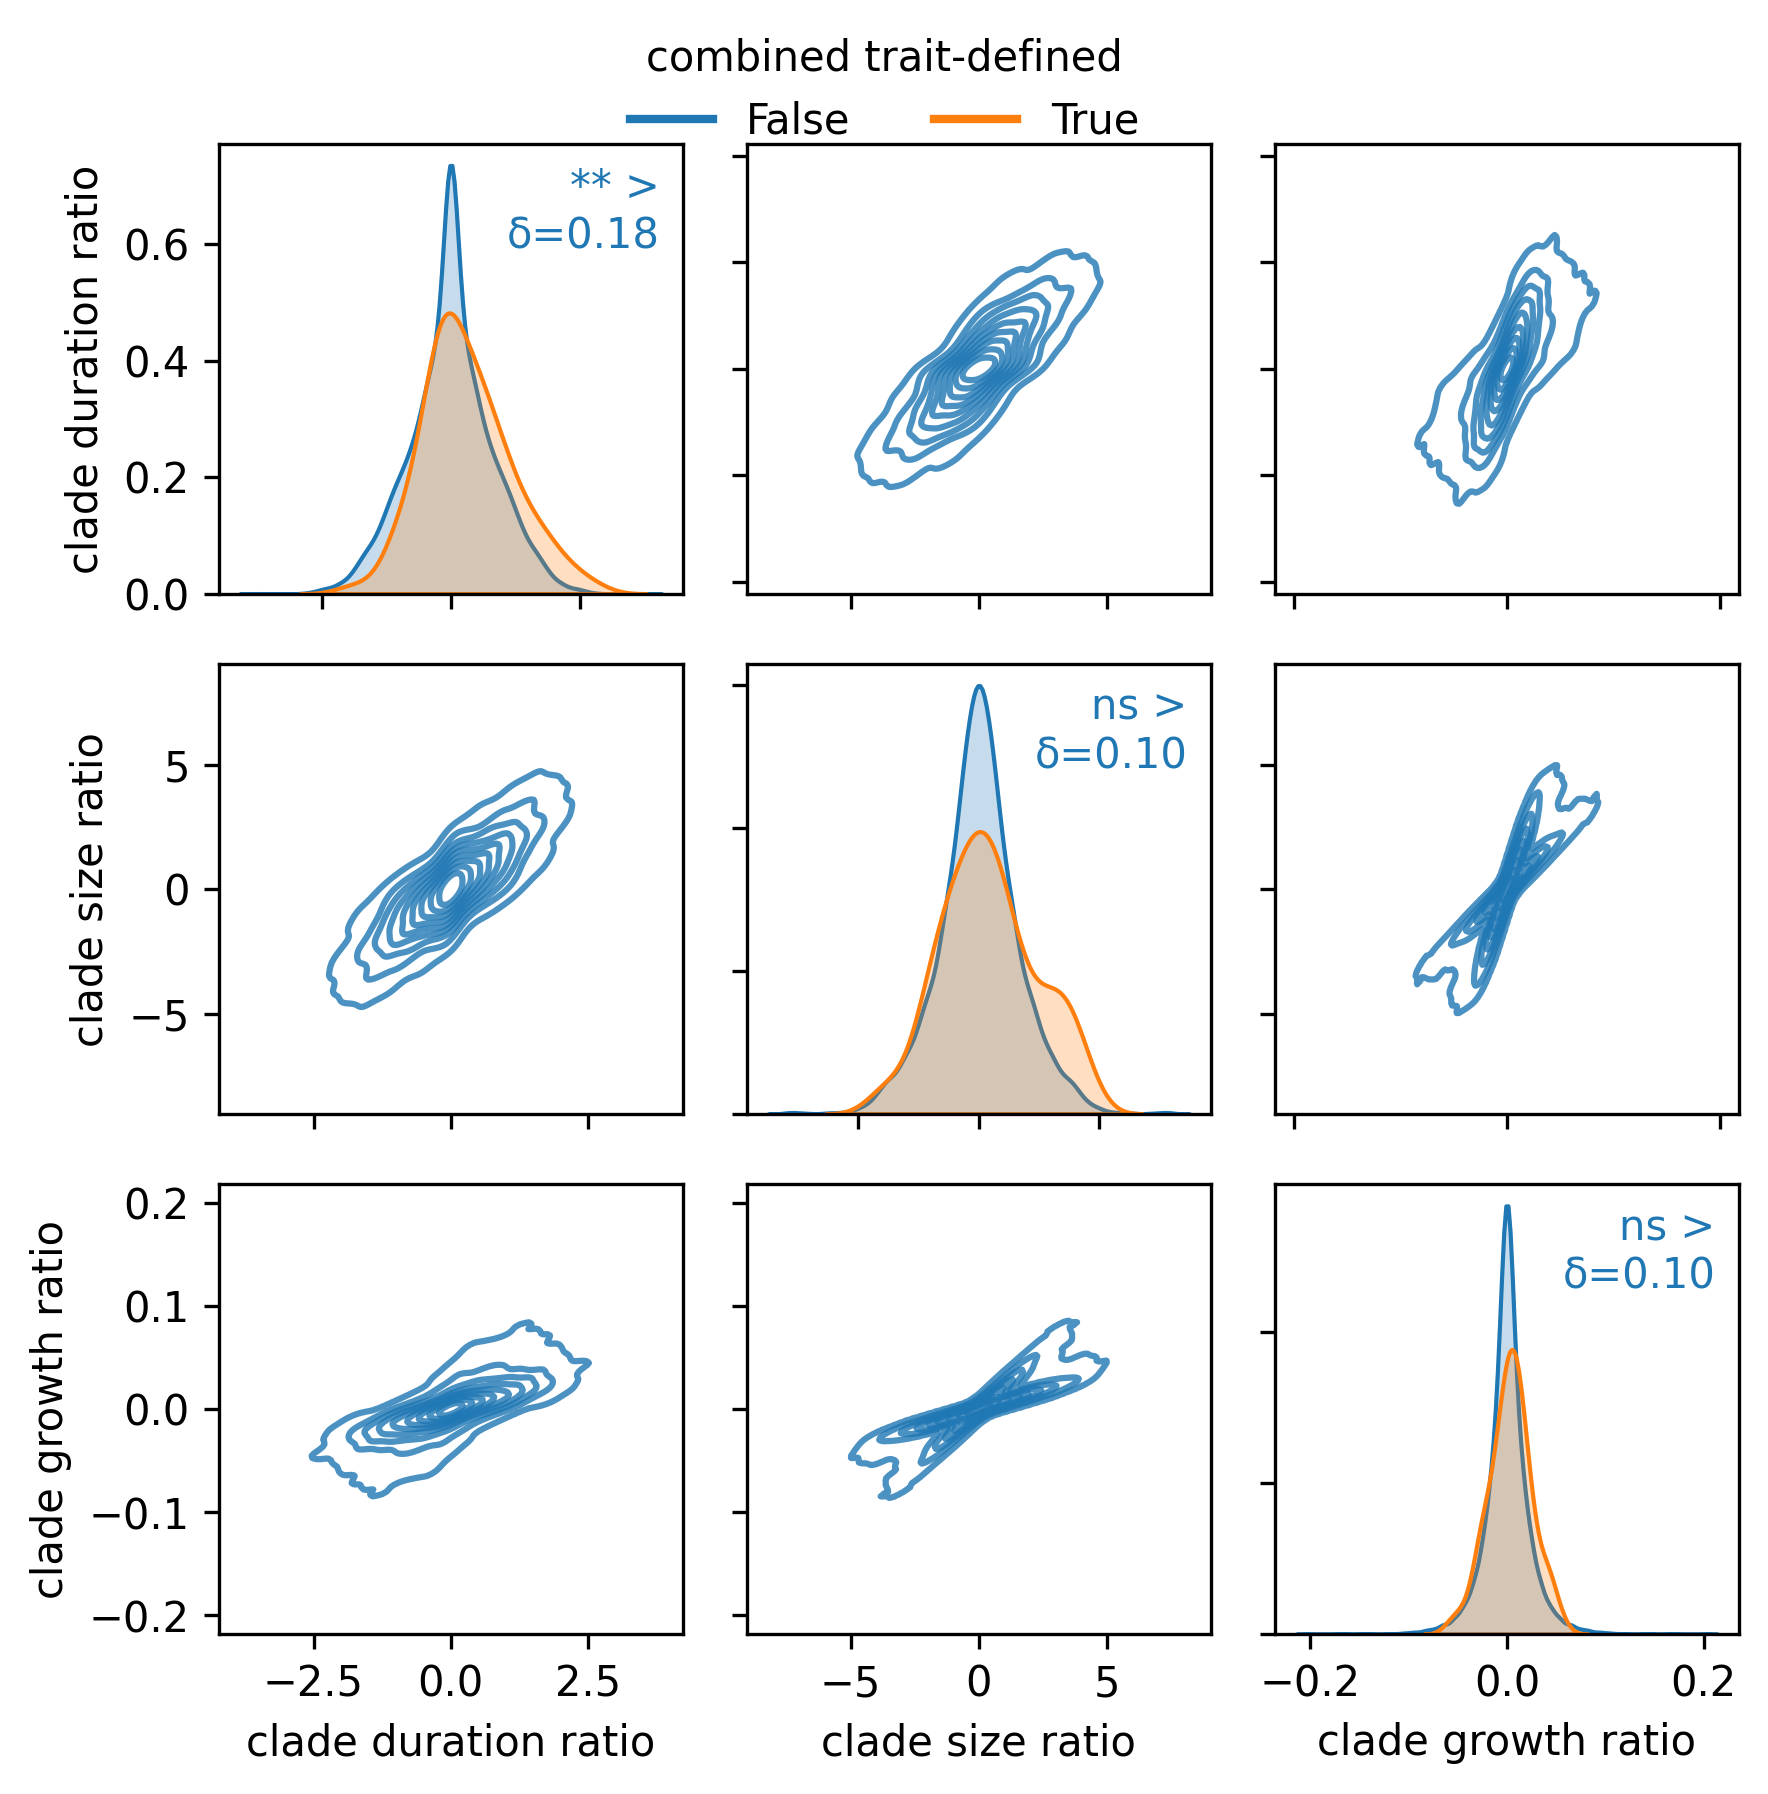 combined trait-defined
False True
clade duration ratio
0.6
0.4
0.2
0.0
** >
δ=0.18
clade size ratio
5
0
−5
ns >
δ=0.10
clade growth ratio
0.2
0.1
0.0
−0.1
−0.2
ns >
δ=0.10
−2.5 0.0 2.5
−5 0 5
−0.2 0.0 0.2
clade duration ratio
clade size ratio
clade growth ratio